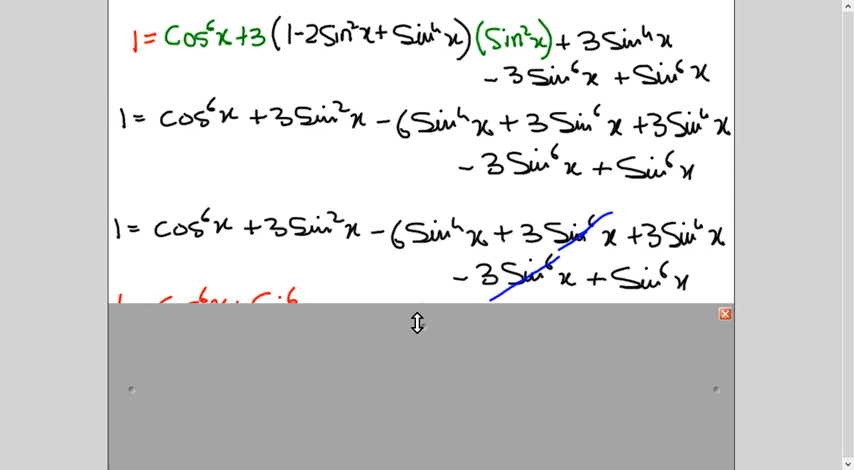 1 = Cos⁶x + 3 (1-2Sin²x + Sin⁴x) (Sin²x) + 3Sin⁴x
- 3Sin⁶x + Sin⁶x
1 = cos⁶x + 3Sin²x - 6Sin⁴x + 3Sin⁶x + 3Sin⁴x
- 3Sin⁶x + Sin⁶x
1 = cos⁶x + 3Sin²x - 6Sin⁴x + 3Sin⁶x + 3Sin⁴x
- 3Sin⁶x + Sin⁶x